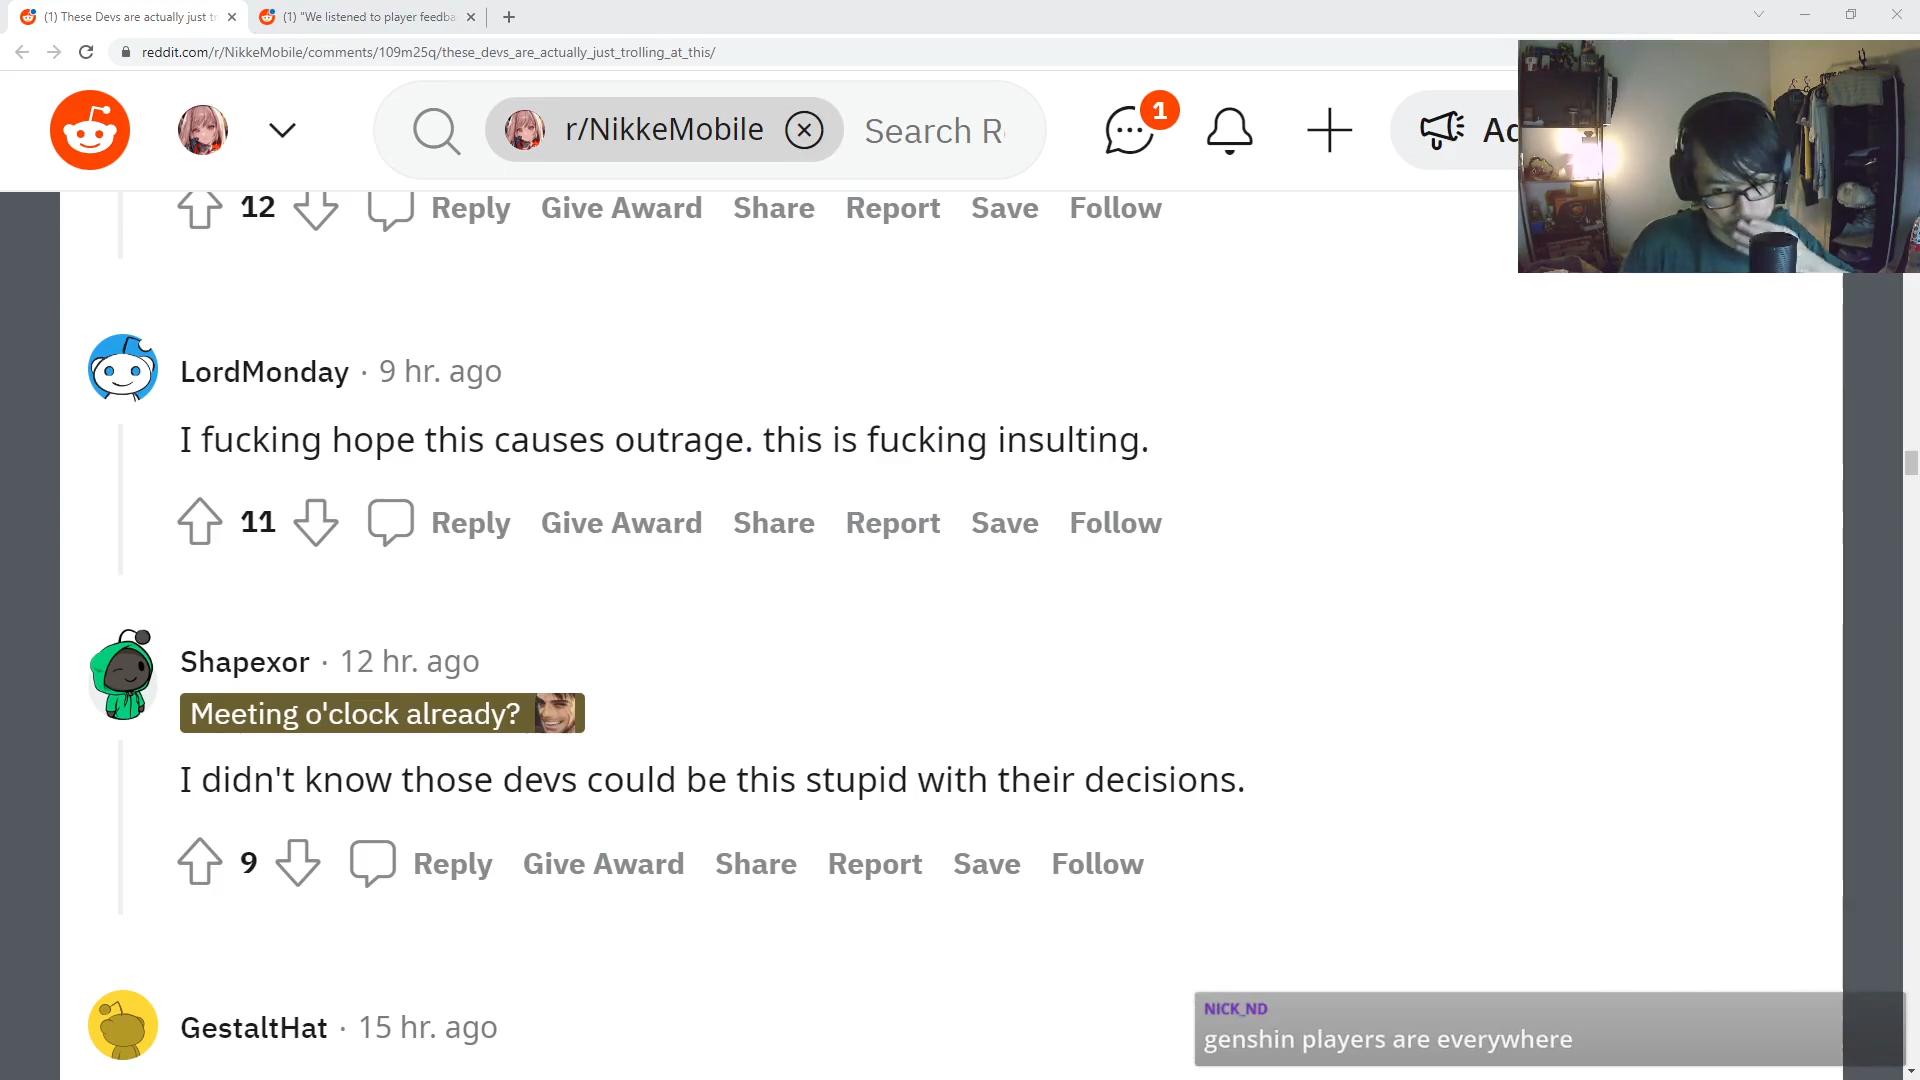 (1) These Devs are actually just tr
(1) "We listened to player feedba
reddit.com/r/NikkeMobile/comments/109m25q/these_devs_are_actually_just_trolling_at_this/
r/NikkeMobile
Search R
1
Ad
12 Reply Give Award Share Report Save Follow
LordMonday · 9 hr. ago
I fucking hope this causes outrage. this is fucking insulting.
11 Reply Give Award Share Report Save Follow
Shapexor · 12 hr. ago
Meeting o'clock already?
I didn't know those devs could be this stupid with their decisions.
9 Reply Give Award Share Report Save Follow
GestaltHat · 15 hr. ago
NICK_ND
genshin players are everywhere